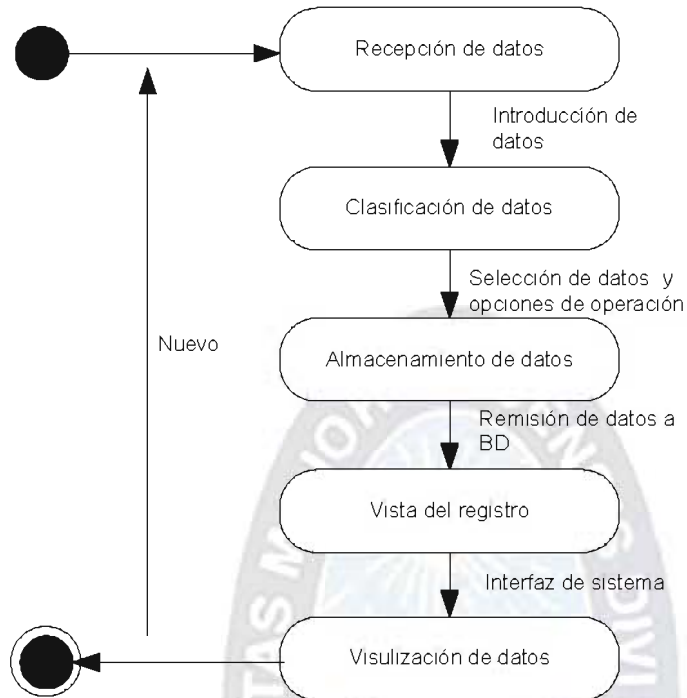 Recepción de datos
Introducción de
datos
Clasificación de datos
Selección de datos y
opciones de operación
Nuevo
Almacenamiento de datos
Remisión de datos a
BD
Vista del registro
Interfaz de sistema
Visulización de datos